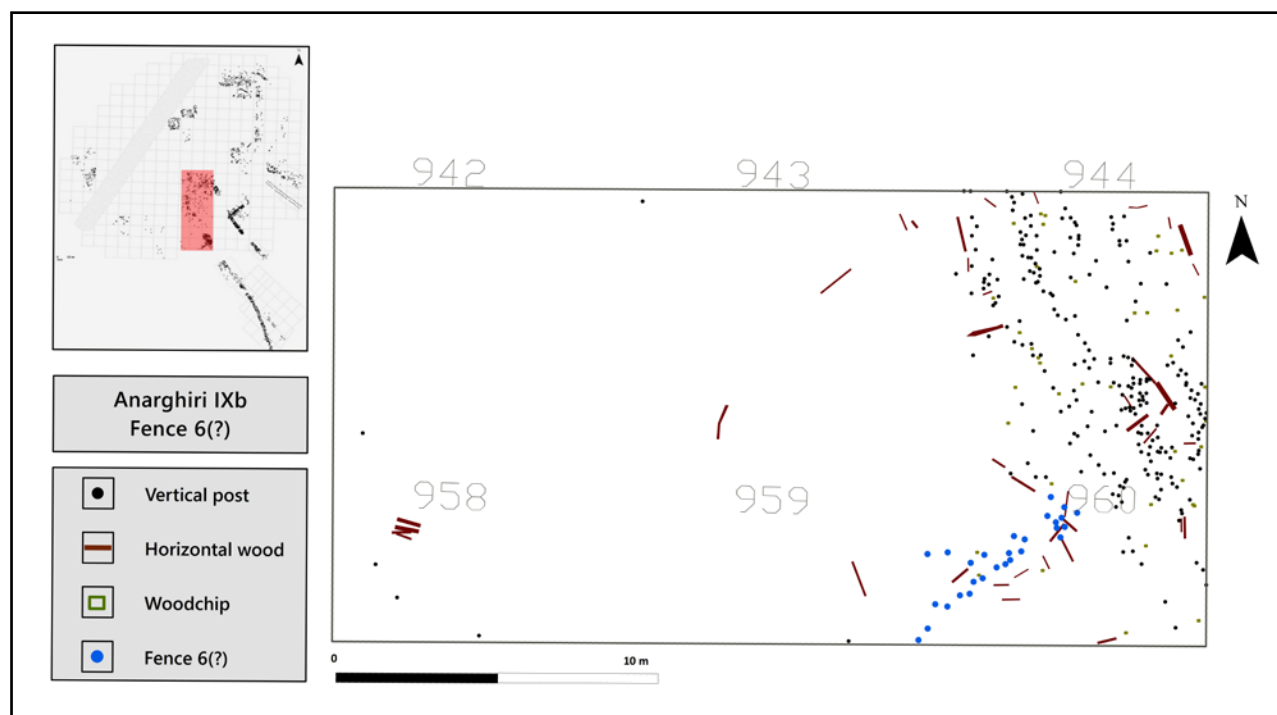 N
Anarghiri IXb
Fence 6(?)
Vertical post
Horizontal wood
Woodchip
Fence 6(?)
942 943 944
N
958 959 960
0 10 m